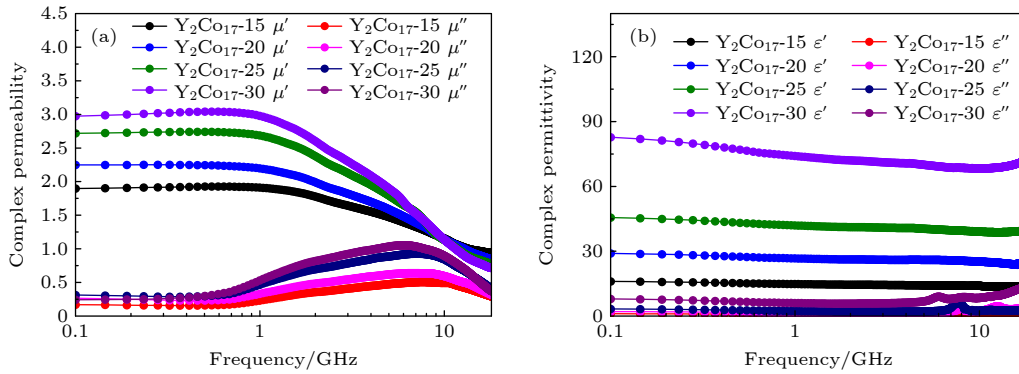 (a)
Y₂Co₁₇-15 μ′ Y₂Co₁₇-15 μ″
Y₂Co₁₇-20 μ′ Y₂Co₁₇-20 μ″
Y₂Co₁₇-25 μ′ Y₂Co₁₇-25 μ″
Y₂Co₁₇-30 μ′ Y₂Co₁₇-30 μ″
Complex permeability
4.5
4.0
3.5
3.0
2.5
2.0
1.5
1.0
0.5
0
0.1 1 10
Frequency/GHz
(b)
Y₂Co₁₇-15 ε′ Y₂Co₁₇-15 ε″
Y₂Co₁₇-20 ε′ Y₂Co₁₇-20 ε″
Y₂Co₁₇-25 ε′ Y₂Co₁₇-25 ε″
Y₂Co₁₇-30 ε′ Y₂Co₁₇-30 ε″
Complex permittivity
120
90
60
30
0
0.1 1 10
Frequency/GHz